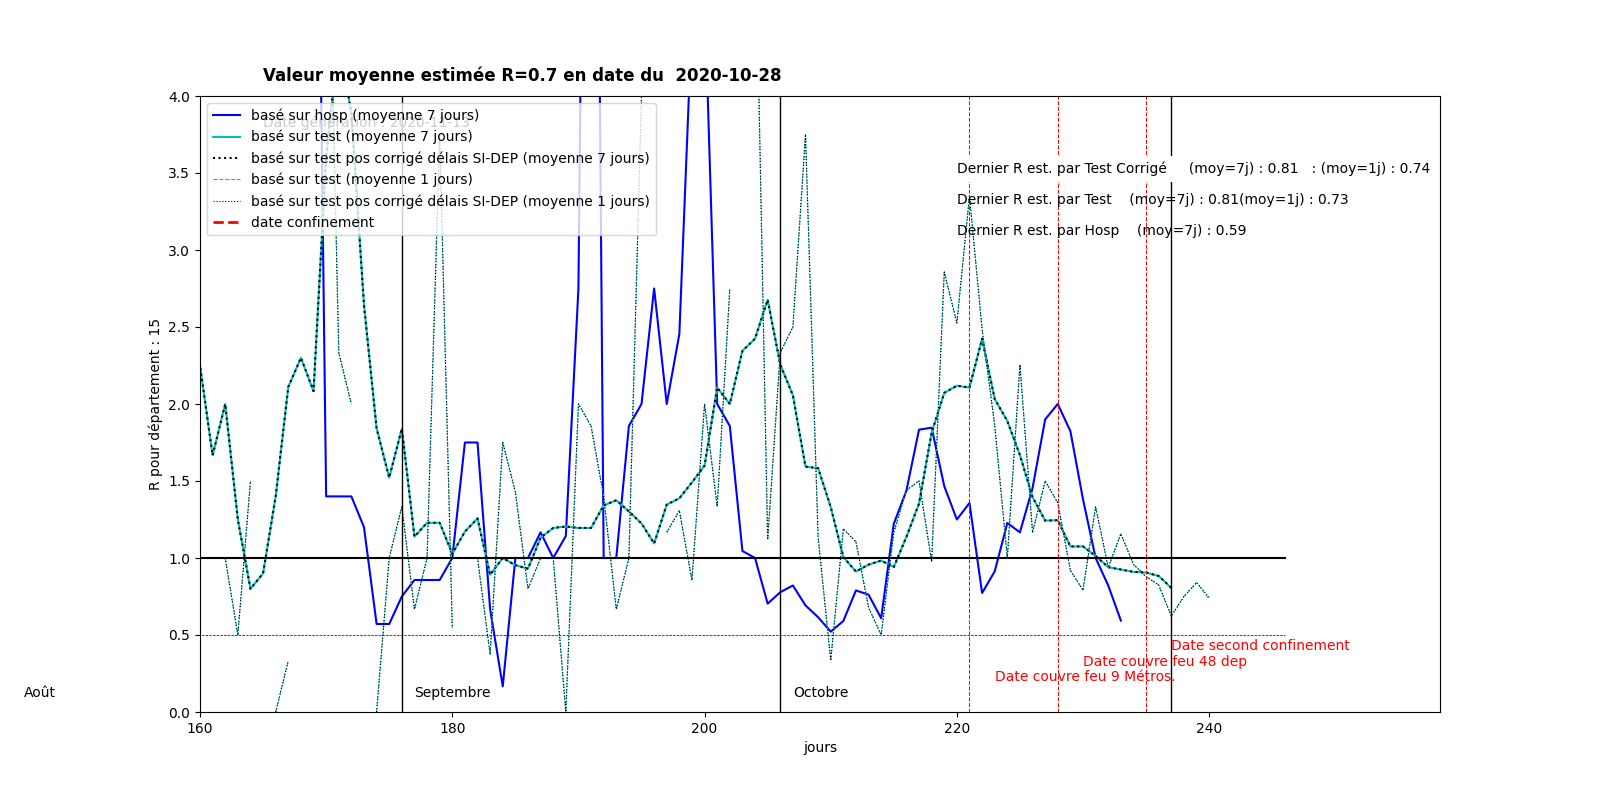 Valeur moyenne estimée R=0.7 en date du  2020-10-28
Date génération : 2020-11-13
basé sur hosp (moyenne 7 jours)
basé sur test (moyenne 7 jours)
basé sur test pos corrigé délais SI-DEP (moyenne 7 jours)
basé sur test (moyenne 1 jours)
basé sur test pos corrigé délais SI-DEP (moyenne 1 jours)
date confinement
Dernier R est. par Test Corrigé     (moy=7j) : 0.81   : (moy=1j) : 0.74
Dernier R est. par Test    (moy=7j) : 0.81(moy=1j) : 0.73
Dernier R est. par Hosp    (moy=7j) : 0.59
4.0
3.5
3.0
2.5
2.0
1.5
1.0
0.5
0.0
R pour département : 15
Date second confinement
Date couvre feu 48 dep
Date couvre feu 9 Métros.
Août
Septembre
Octobre
160
180
200
220
240
jours